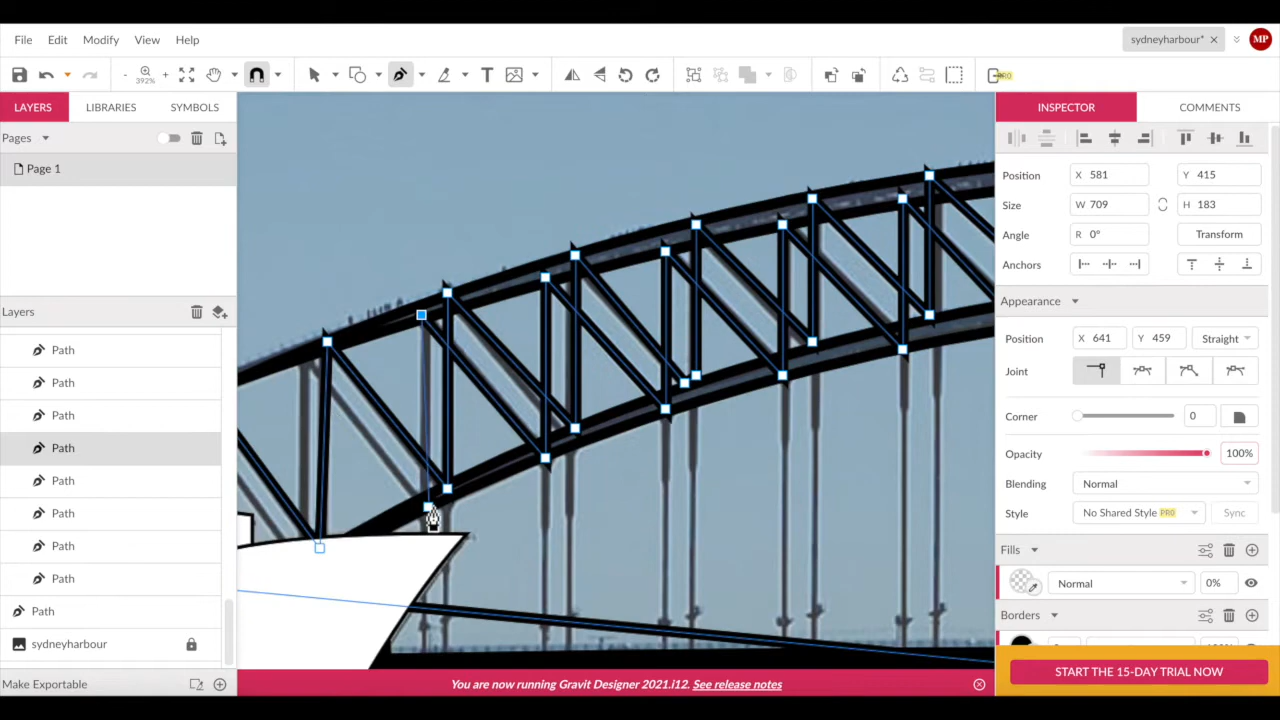 File Edit Modify View Help
sydneyharbour*
MP
- 392% +
PRO
LAYERS LIBRARIES SYMBOLS
INSPECTOR COMMENTS
Pages
Page 1
Position X 581 Y 415
Size W 709 H 183
Angle R 0° Transform
Anchors
Appearance
Layers
Position X 641 Y 459 Straight
Path
Joint
Path
Path
Corner 0
Path
Opacity 100%
Path
Blending Normal
Path
Style No Shared Style PRO Sync
Path
Fills
Path
Normal 0%
Path
Borders
sydneyharbour
START THE 15-DAY TRIAL NOW
Make Exportable
You are now running Gravit Designer 2021.i12. See release notes